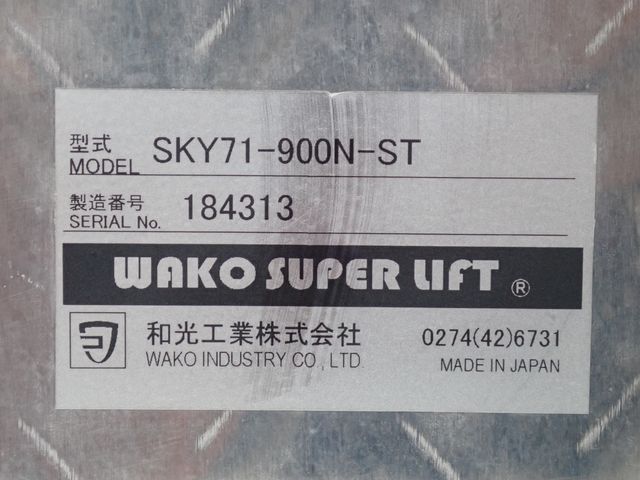 型式
MODEL SKY71-900N-ST
製造番号
SERIAL No. 184313
WAKO SUPER LIFT ®
和光工業株式会社 0274(42)6731
WAKO INDUSTRY CO., LTD. MADE IN JAPAN